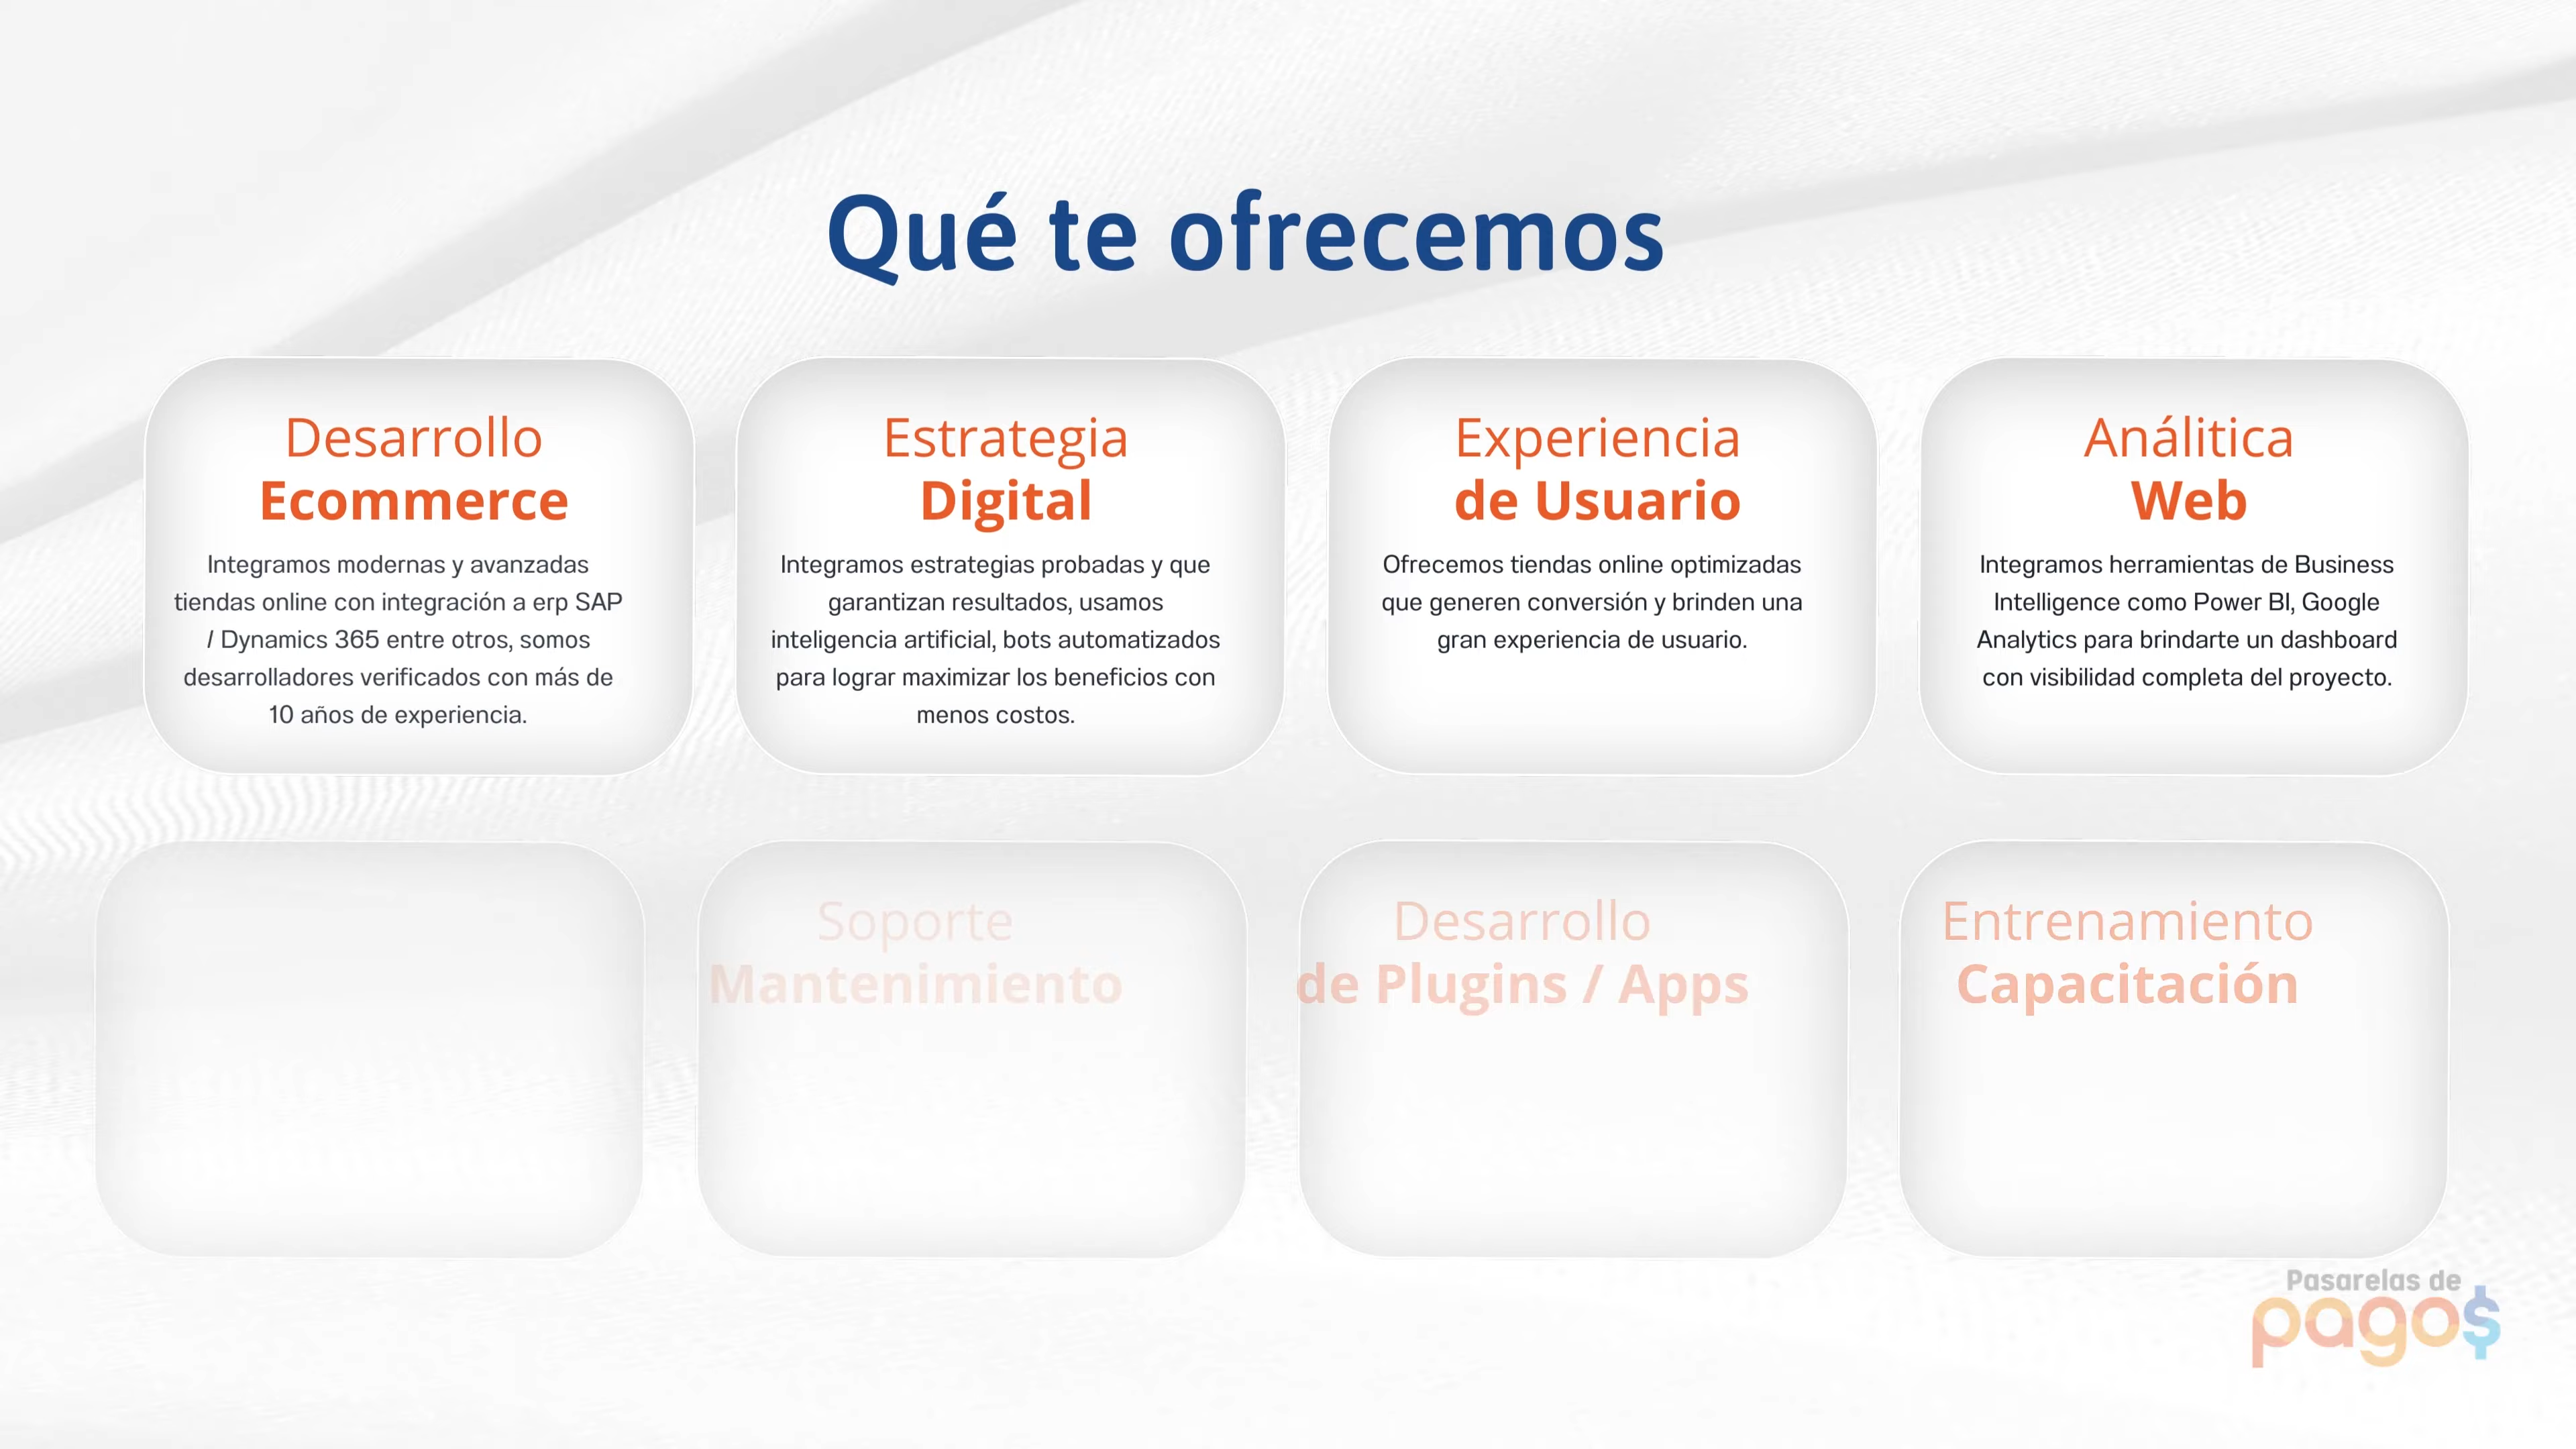 Qué te ofrecemos
Desarrollo
Ecommerce
Integramos modernas y avanzadas
tiendas online con integración a erp SAP
/ Dynamics 365 entre otros, somos
desarrolladores verificados con más de
10 años de experiencia.
Estrategia
Digital
Integramos estrategias probadas y que
garantizan resultados, usamos
inteligencia artificial, bots automatizados
para lograr maximizar los beneficios con
menos costos.
Experiencia
de Usuario
Ofrecemos tiendas online optimizadas
que generen conversión y brinden una
gran experiencia de usuario.
Análitica
Web
Integramos herramientas de Business
Intelligence como Power BI, Google
Analytics para brindarte un dashboard
con visibilidad completa del proyecto.
Soporte
Mantenimiento
Desarrollo
de Plugins / Apps
Entrenamiento
Capacitación
Pasarelas de
pago$